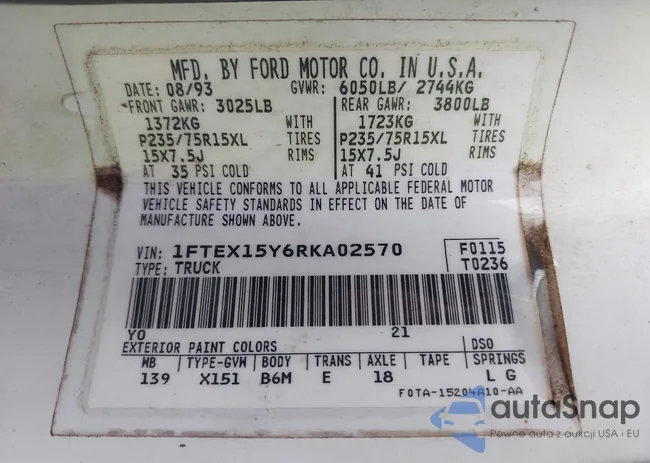 MFD. BY FORD MOTOR CO. IN U.S.A.
DATE: 08/93 GVWR: 6050LB/ 2744KG
FRONT GAWR: 3025LB REAR GAWR: 3800LB
1372KG WITH 1723KG WITH
P235/75R15XL TIRES P235/75R15XL TIRES
15X7.5J RIMS 15X7.5J RIMS
AT 35 PSI COLD AT 41 PSI COLD
THIS VEHICLE CONFORMS TO ALL APPLICABLE FEDERAL MOTOR
VEHICLE SAFETY STANDARDS IN EFFECT ON THE DATE OF
MANUFACTURE SHOWN ABOVE.
VIN: 1FTEX15Y6RKA02570 F0115
TYPE: TRUCK T0236
YO 21
EXTERIOR PAINT COLORS DSO
WB TYPE-GVW BODY TRANS AXLE TAPE SPRINGS
139 X151 B6M E 18 L G
F0TA-15204A10-AA
autoSnap
Pewne auta z aukcji USA i EU